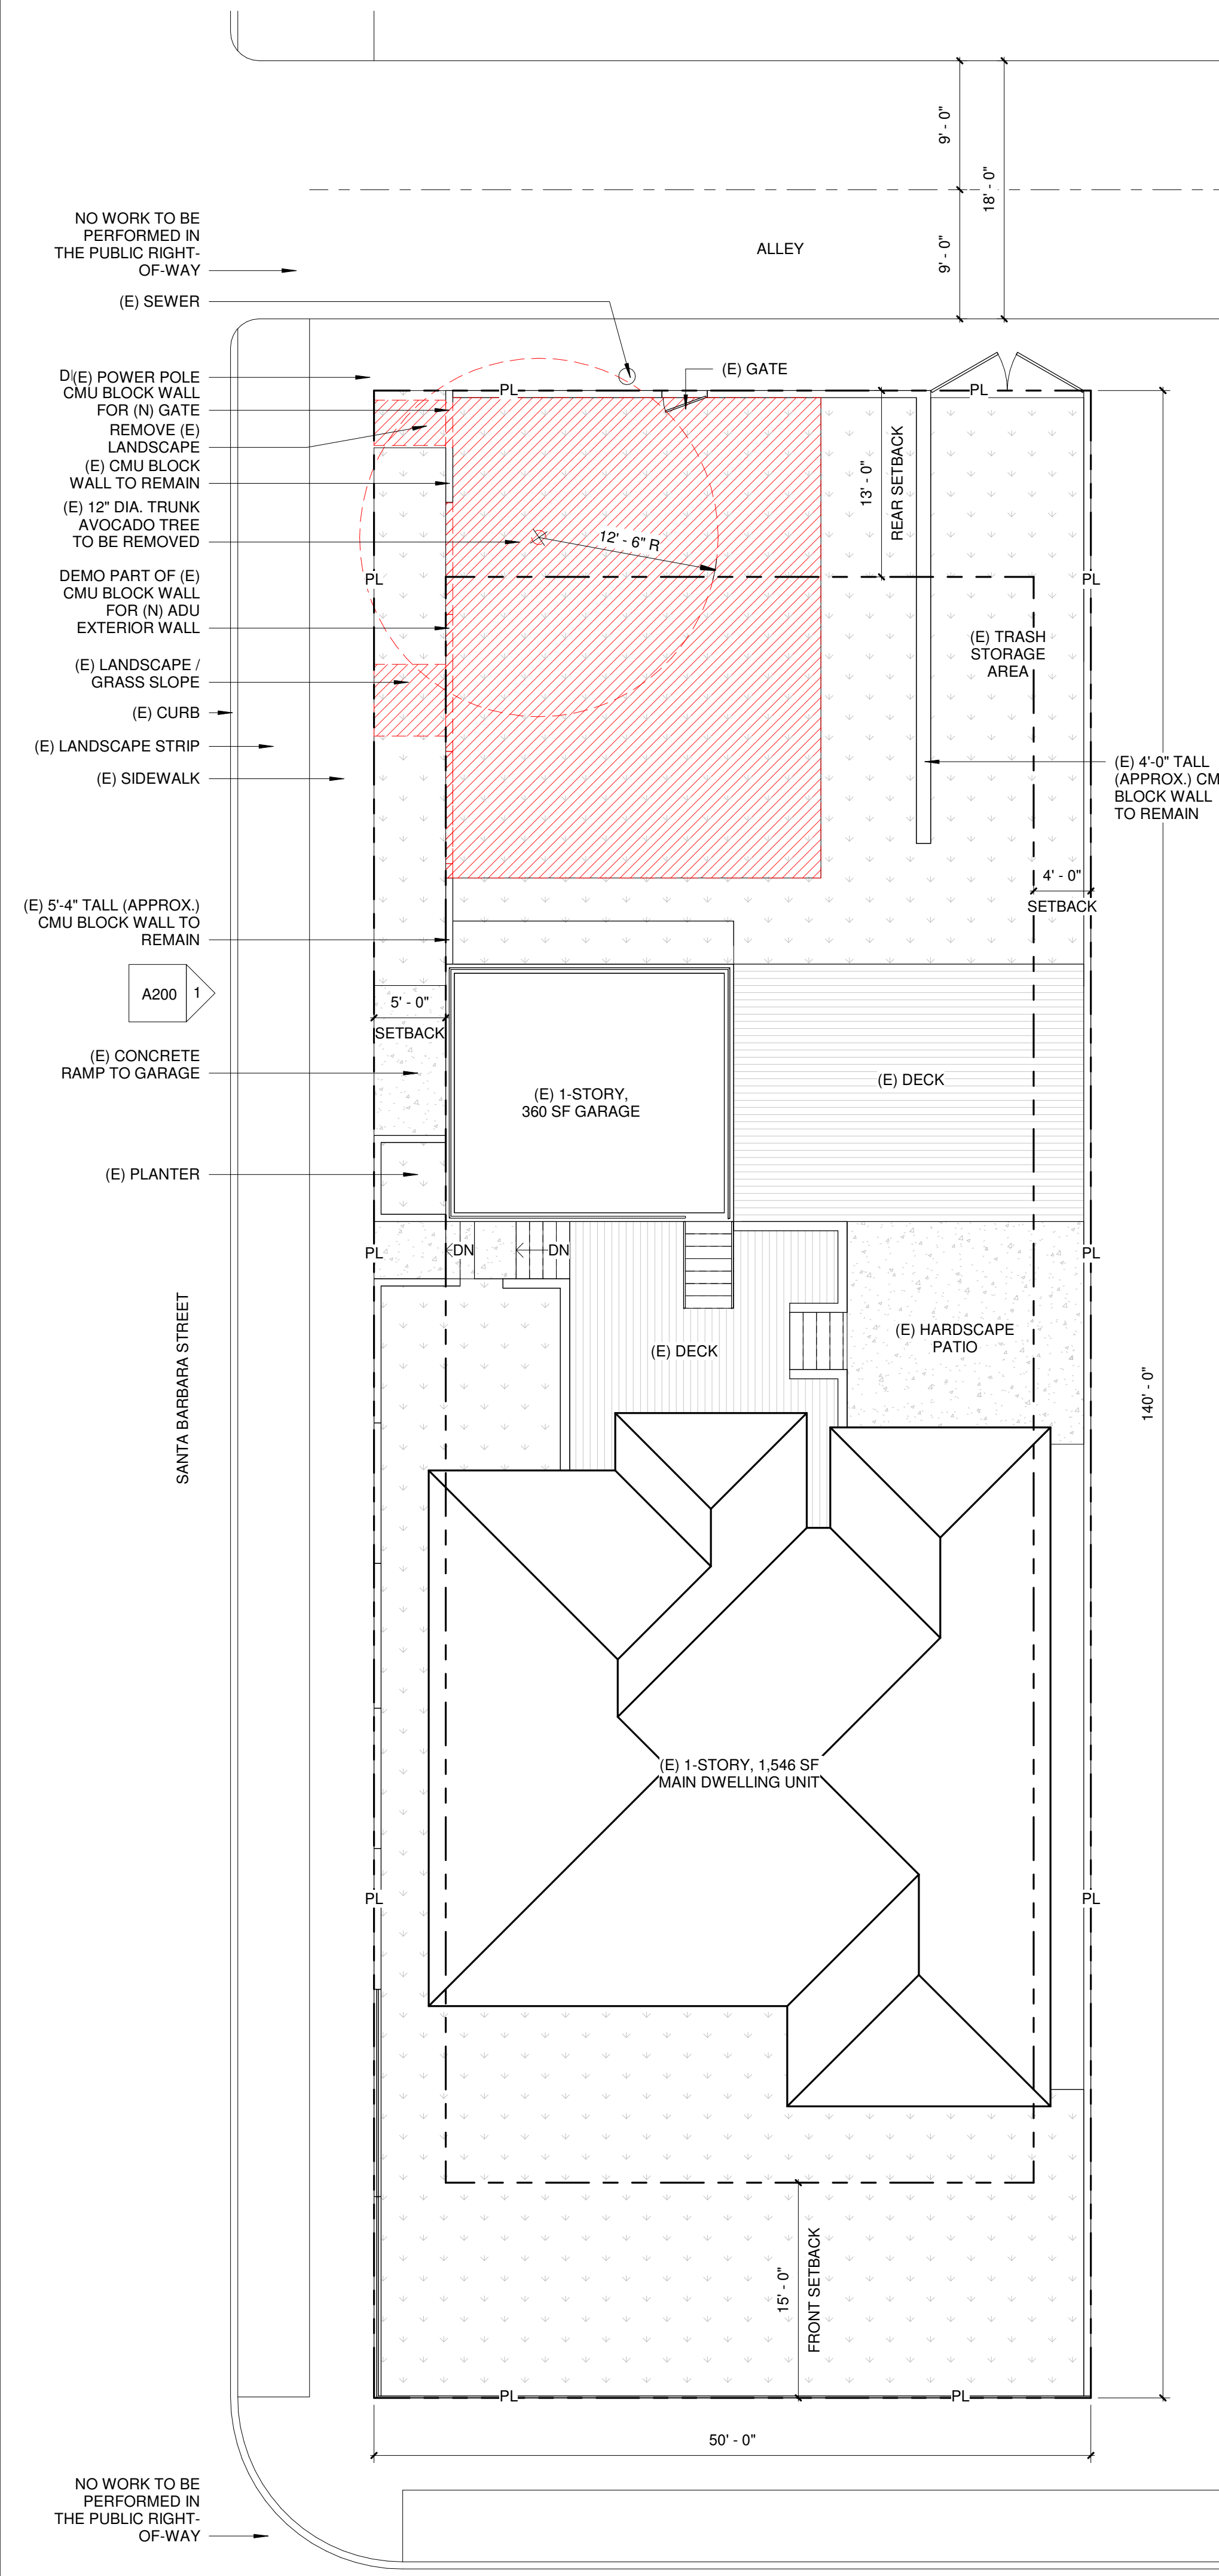 9' - 0"
18' - 0"
9' - 0"
ALLEY
NO WORK TO BE
PERFORMED IN
THE PUBLIC RIGHT-
OF-WAY
(E) SEWER
(E) POWER POLE
CMU BLOCK WALL
FOR (N) GATE
REMOVE (E)
LANDSCAPE
(E) CMU BLOCK
WALL TO REMAIN
(E) 12" DIA. TRUNK
AVOCADO TREE
TO BE REMOVED
DEMO PART OF (E)
CMU BLOCK WALL
FOR (N) ADU
EXTERIOR WALL
(E) LANDSCAPE /
GRASS SLOPE
(E) CURB
(E) LANDSCAPE STRIP
(E) SIDEWALK
(E) 5'-4" TALL (APPROX.)
CMU BLOCK WALL TO
REMAIN
A200
1
(E) CONCRETE
RAMP TO GARAGE
(E) PLANTER
SANTA BARBARA STREET
PL
(E) GATE
PL
13' - 0"
REAR SETBACK
12' - 6" R
PL
PL
(E) TRASH
STORAGE
AREA
(E) 4'-0" TALL
(APPROX.) CM
BLOCK WALL
TO REMAIN
4' - 0"
SETBACK
5' - 0"
SETBACK
(E) 1-STORY,
360 SF GARAGE
(E) DECK
PL
DN
DN
PL
(E) DECK
(E) HARDSCAPE
PATIO
140' - 0"
(E) 1-STORY, 1,546 SF
MAIN DWELLING UNIT
PL
PL
15' - 0"
FRONT SETBACK
PL
PL
50' - 0"
NO WORK TO BE
PERFORMED IN
THE PUBLIC RIGHT-
OF-WAY